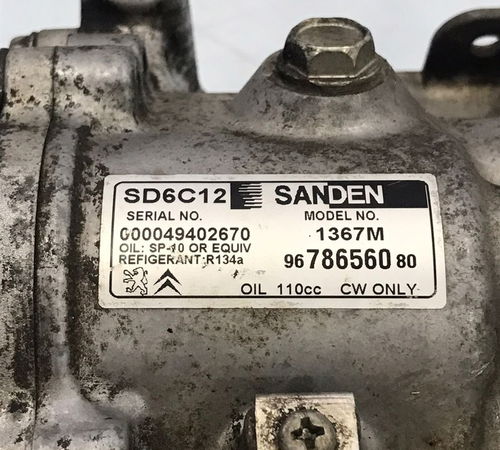 SD6C12 SANDEN
SERIAL NO. MODEL NO.
000049402670 1367M
OIL: SP-10 OR EQUIV
REFIGERANT:R134a 96 786560 80
OIL 110cc CW ONLY